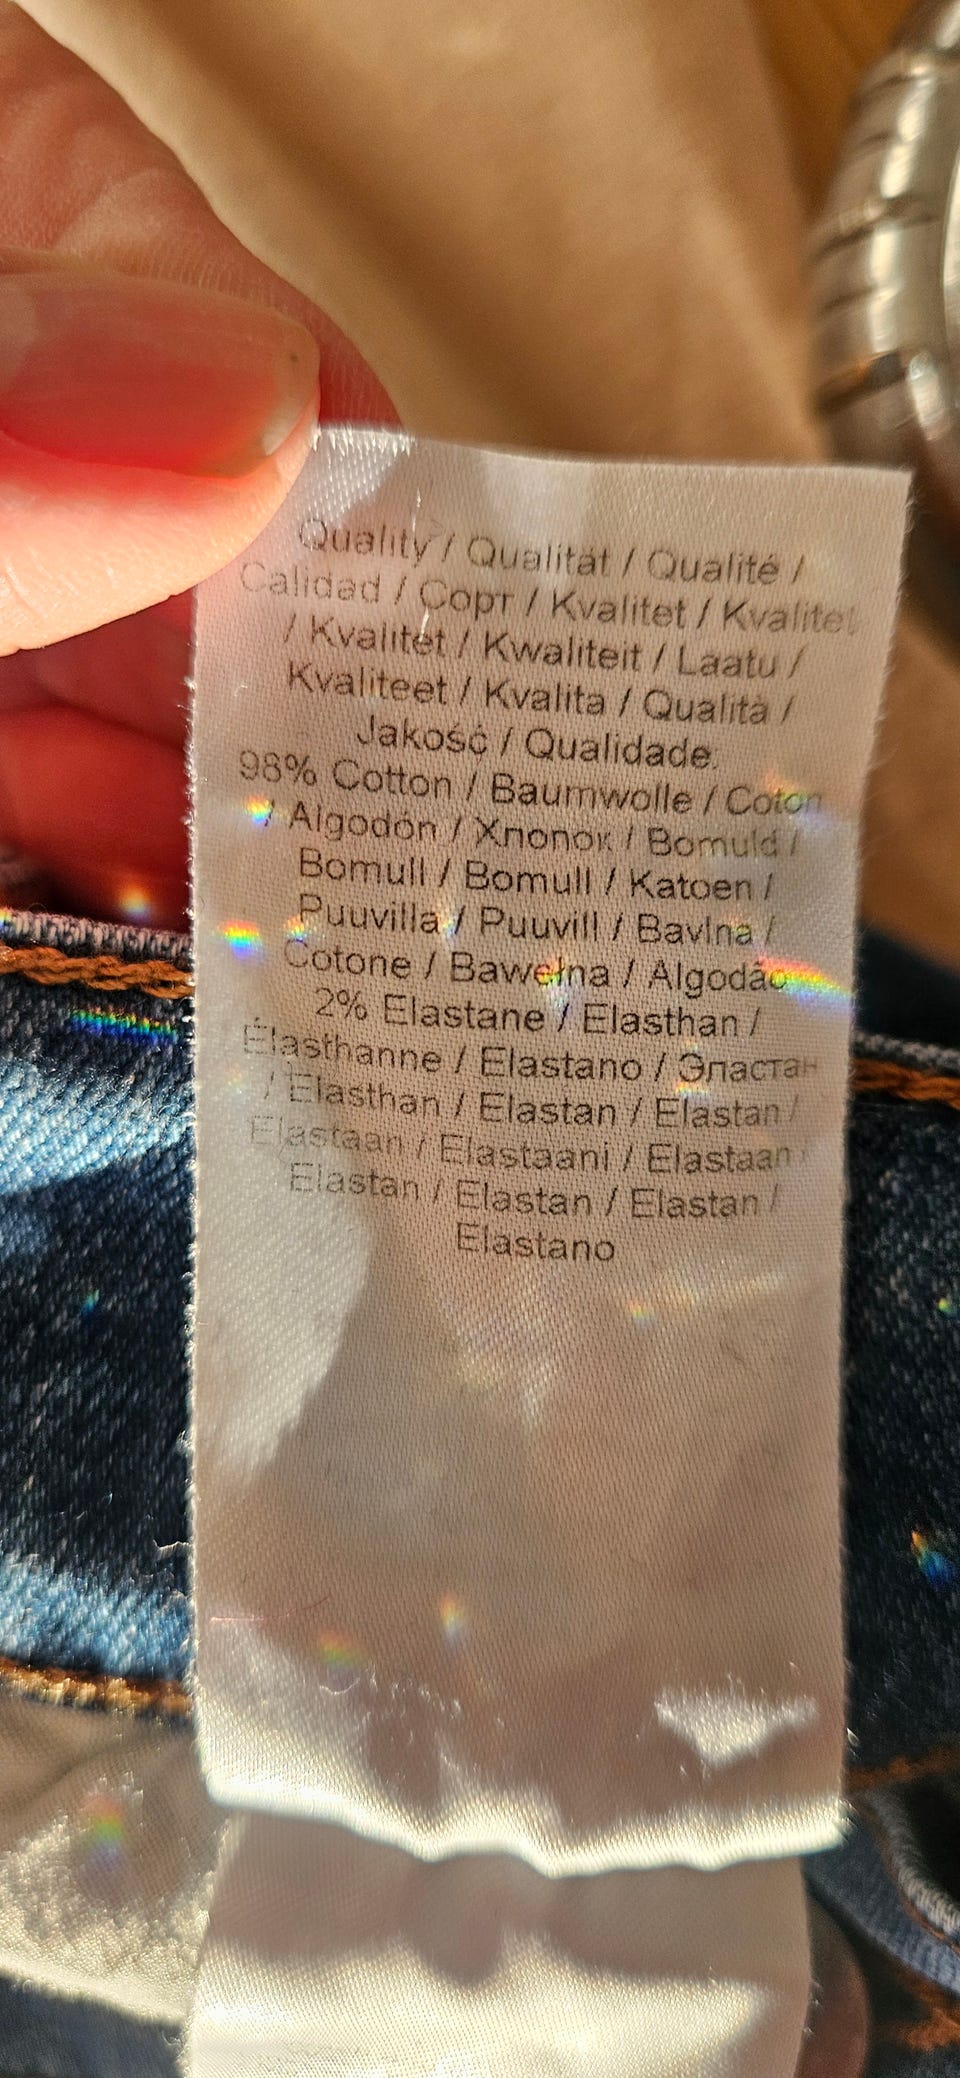 Quality / Qualität / Qualité /
Calidad / Сорт / Kvalitet / Kvalitet
/ Kvalitet / Kwaliteit / Laatu /
Kvaliteet / Kvalita / Qualità /
Jakość / Qualidade:
98% Cotton / Baumwolle / Coton
/ Algodón / Хлопок / Bomuld /
Bomull / Bomull / Katoen /
Puuvilla / Puuvill / Bavlna /
Cotone / Bawełna / Algodão
2% Elastane / Elasthan /
Élasthanne / Elastano / Эластан
/ Elasthan / Elastan / Elastan /
Elastaan / Elastaani / Elastaan /
Elastan / Elastan / Elastan /
Elastano